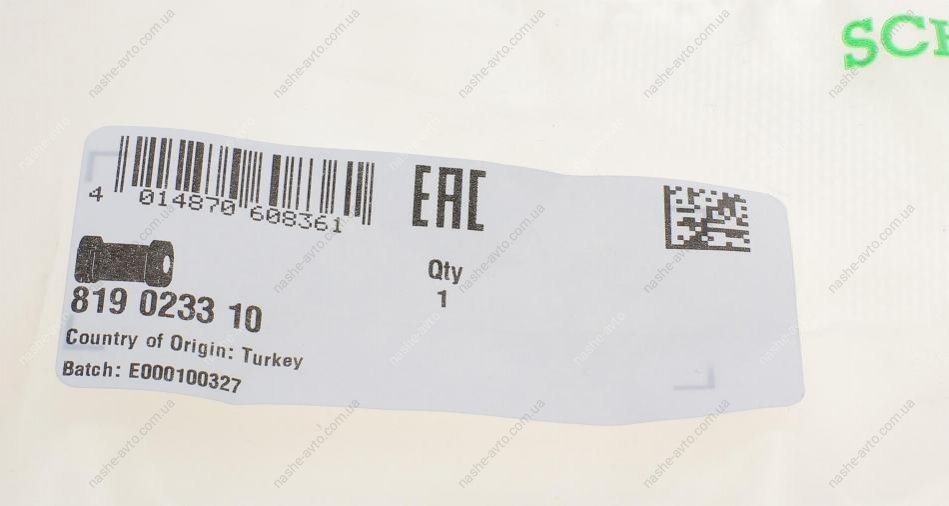 SCH
4 014870 608361
EAC
Qty
1
819 0233 10
Country of Origin: Turkey
Batch: E000100327
nashe-avto.com.ua